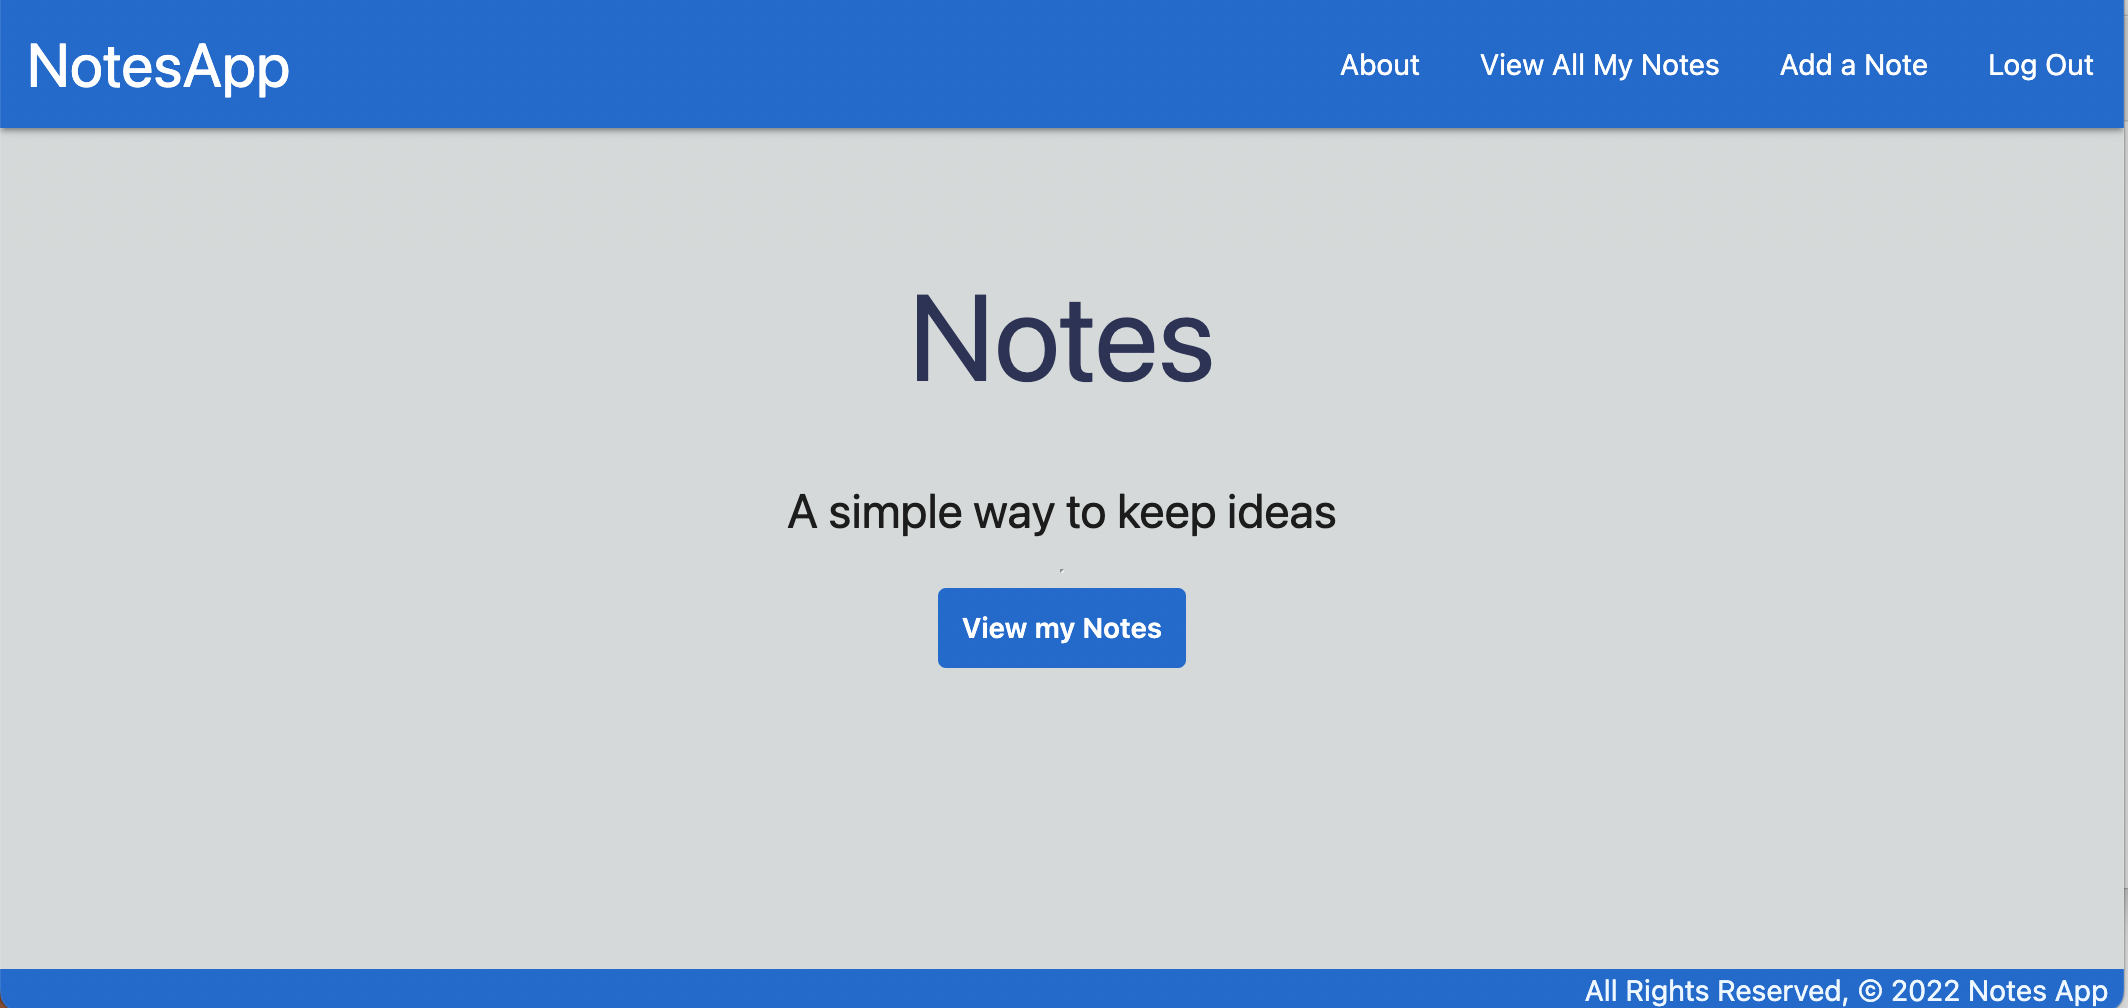 NotesApp
About View All My Notes Add a Note Log Out
Notes
A simple way to keep ideas
View my Notes
All Rights Reserved, © 2022 Notes App